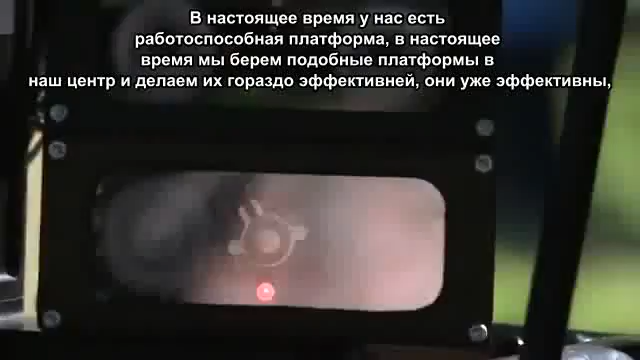 В настоящее время у нас есть
работоспособная платформа, в настоящее
время мы берем подобные платформы в
наш центр и делаем их гораздо эффективней, они уже эффективны,